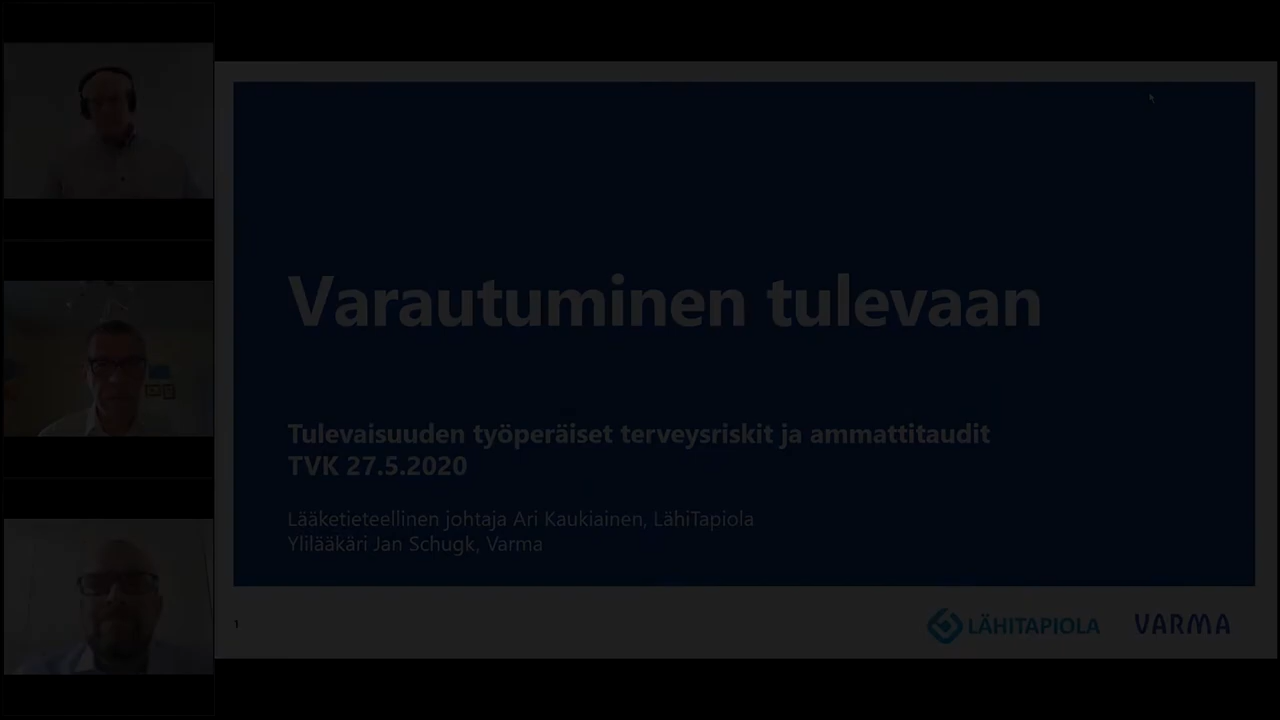 Varautuminen tulevaan
Tulevaisuuden työperäiset terveysriskit ja ammattitaudit
TVK 27.5.2020
Lääketieteellinen johtaja Ari Kaukiainen, LähiTapiola
Ylilääkäri Jan Schugk, Varma
1
LÄHITAPIOLA
VARMA